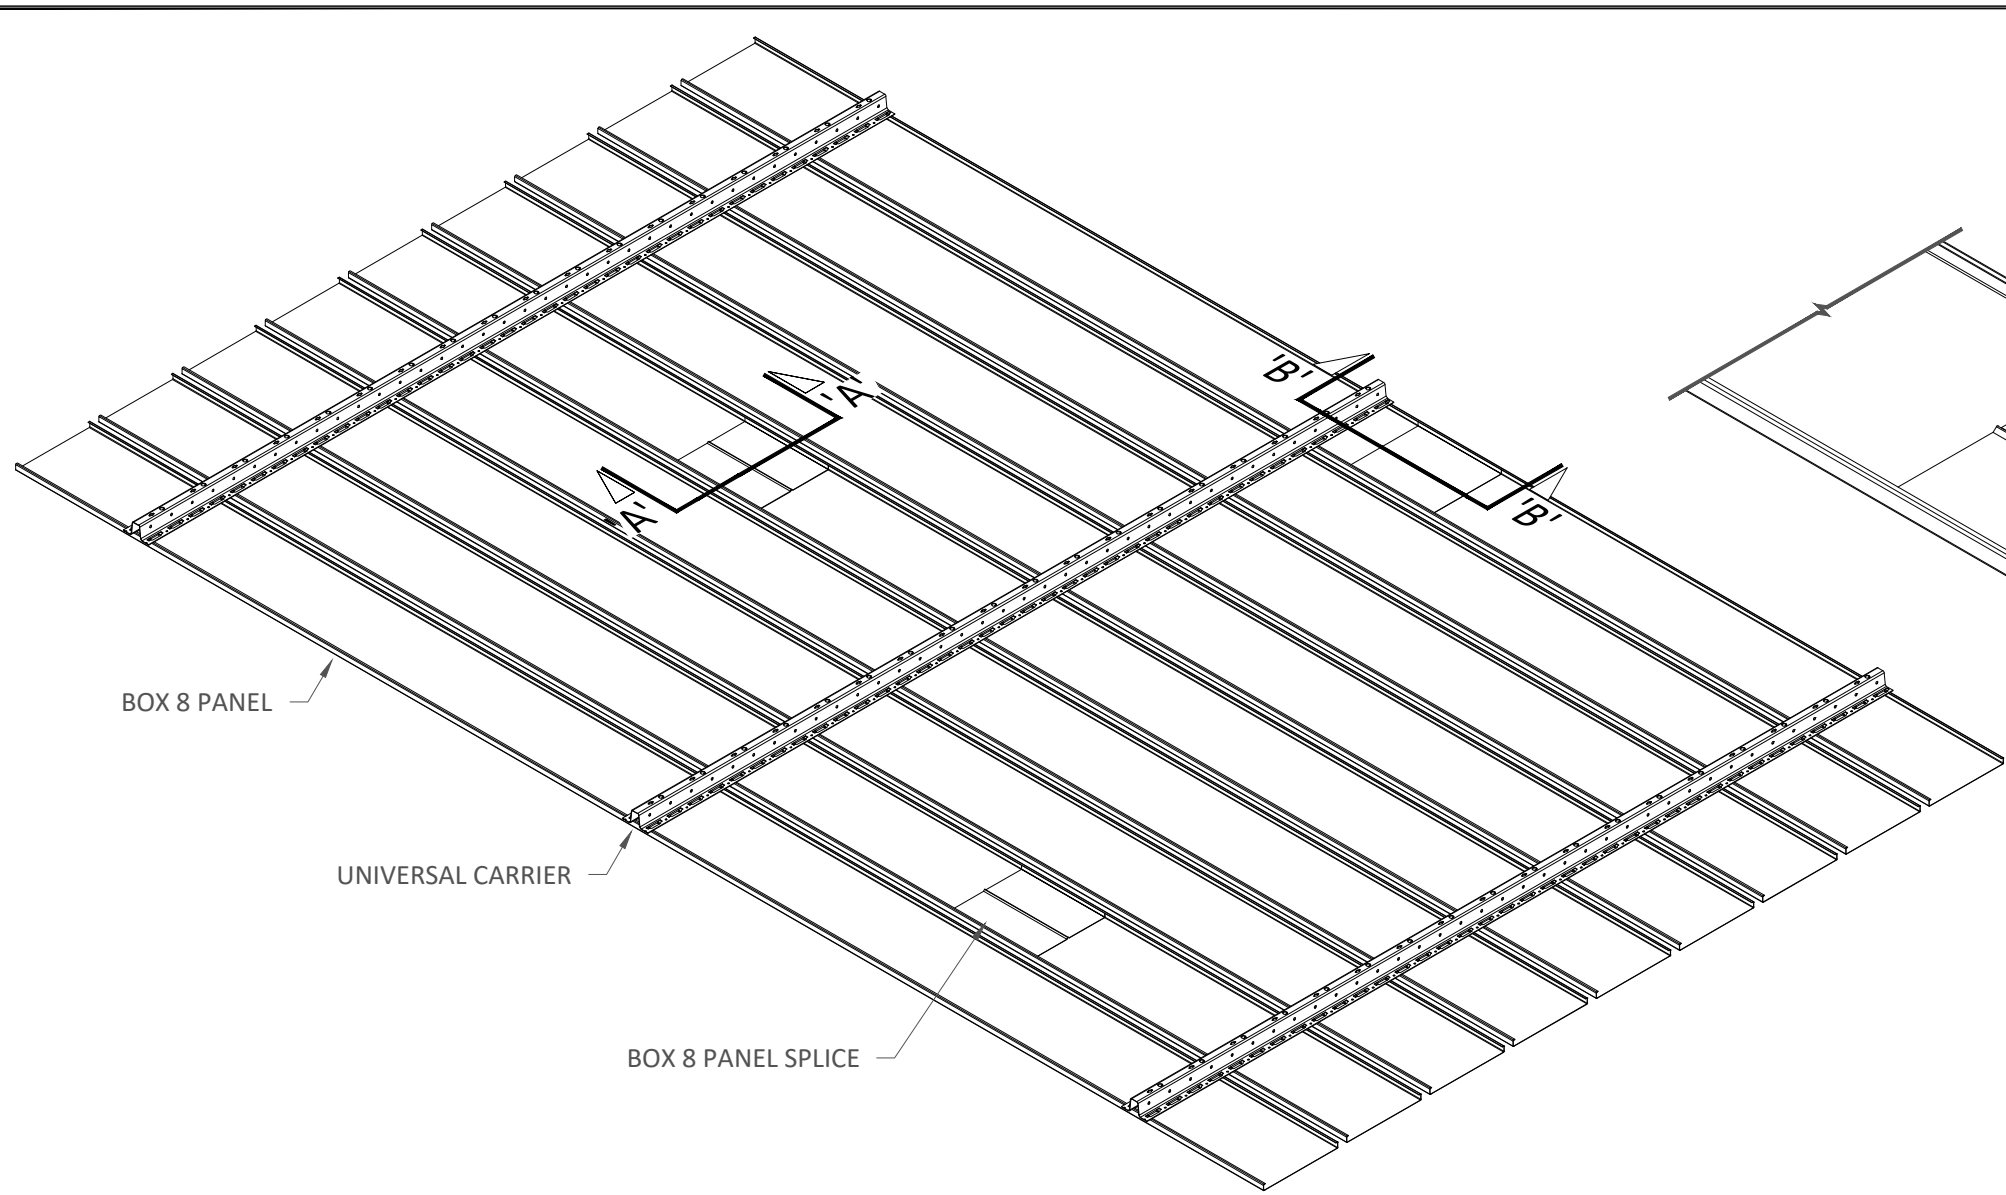 'B'
'A'
'A'
'B'
BOX 8 PANEL
UNIVERSAL CARRIER
BOX 8 PANEL SPLICE